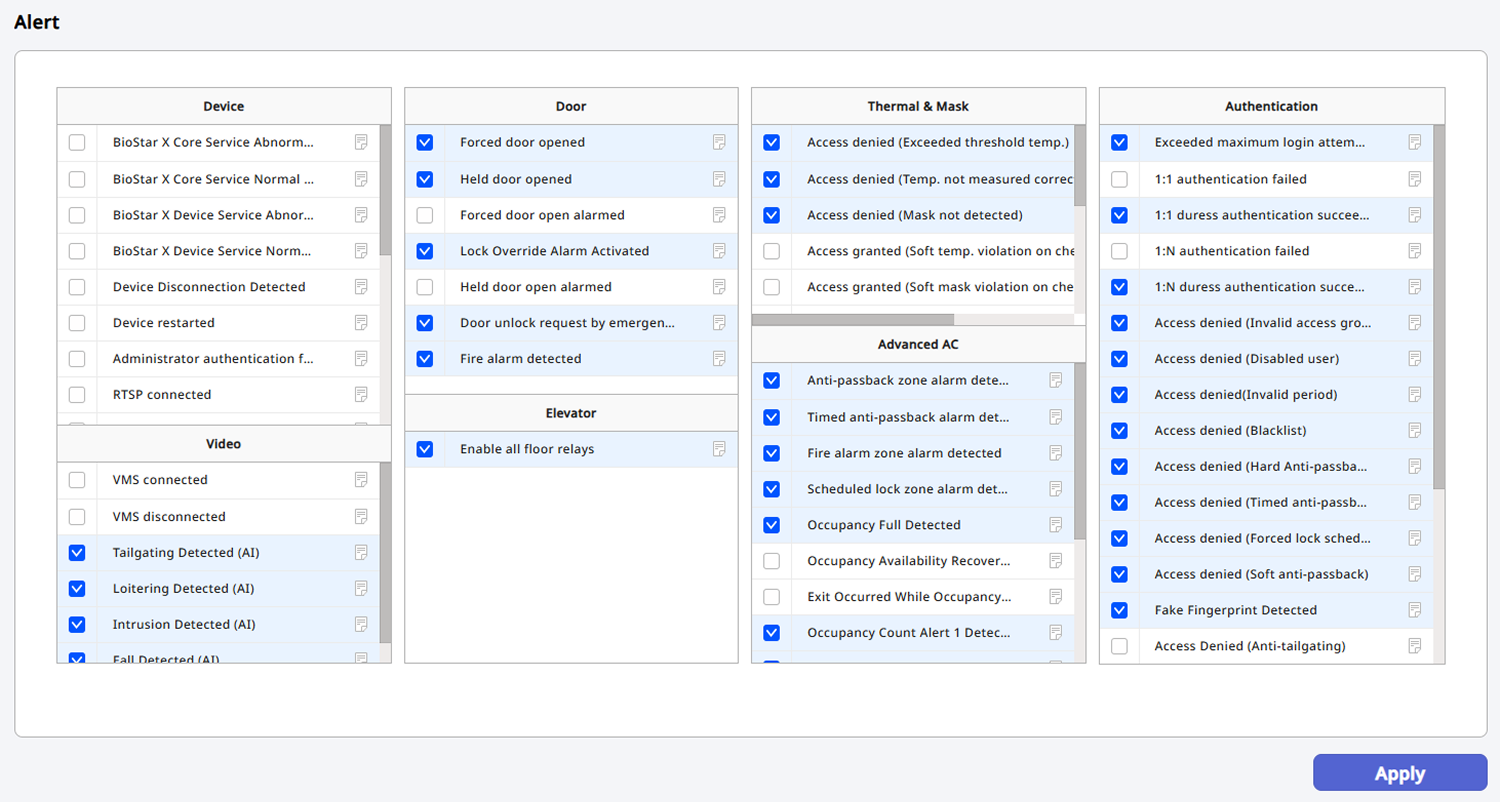 Alert
Device
BioStar X Core Service Abnorm...
BioStar X Core Service Normal ...
BioStar X Device Service Abnor...
BioStar X Device Service Norm...
Device Disconnection Detected
Device restarted
Administrator authentication f...
RTSP connected
Video
VMS connected
VMS disconnected
Tailgating Detected (AI)
Loitering Detected (AI)
Intrusion Detected (AI)
Fall Detected (AI)
Door
Forced door opened
Held door opened
Forced door open alarmed
Lock Override Alarm Activated
Held door open alarmed
Door unlock request by emergen...
Fire alarm detected
Elevator
Enable all floor relays
Thermal & Mask
Access denied (Exceeded threshold temp.)
Access denied (Temp. not measured correc
Access denied (Mask not detected)
Access granted (Soft temp. violation on che
Access granted (Soft mask violation on che
Advanced AC
Anti-passback zone alarm dete...
Timed anti-passback alarm det...
Fire alarm zone alarm detected
Scheduled lock zone alarm det...
Occupancy Full Detected
Occupancy Availability Recover...
Exit Occurred While Occupancy...
Occupancy Count Alert 1 Detec...
Authentication
Exceeded maximum login attem...
1:1 authentication failed
1:1 duress authentication succee...
1:N authentication failed
1:N duress authentication succe...
Access denied (Invalid access gro...
Access denied (Disabled user)
Access denied(Invalid period)
Access denied (Blacklist)
Access denied (Hard Anti-passba...
Access denied (Timed anti-passb...
Access denied (Forced lock sched...
Access denied (Soft anti-passback)
Fake Fingerprint Detected
Access Denied (Anti-tailgating)
Apply